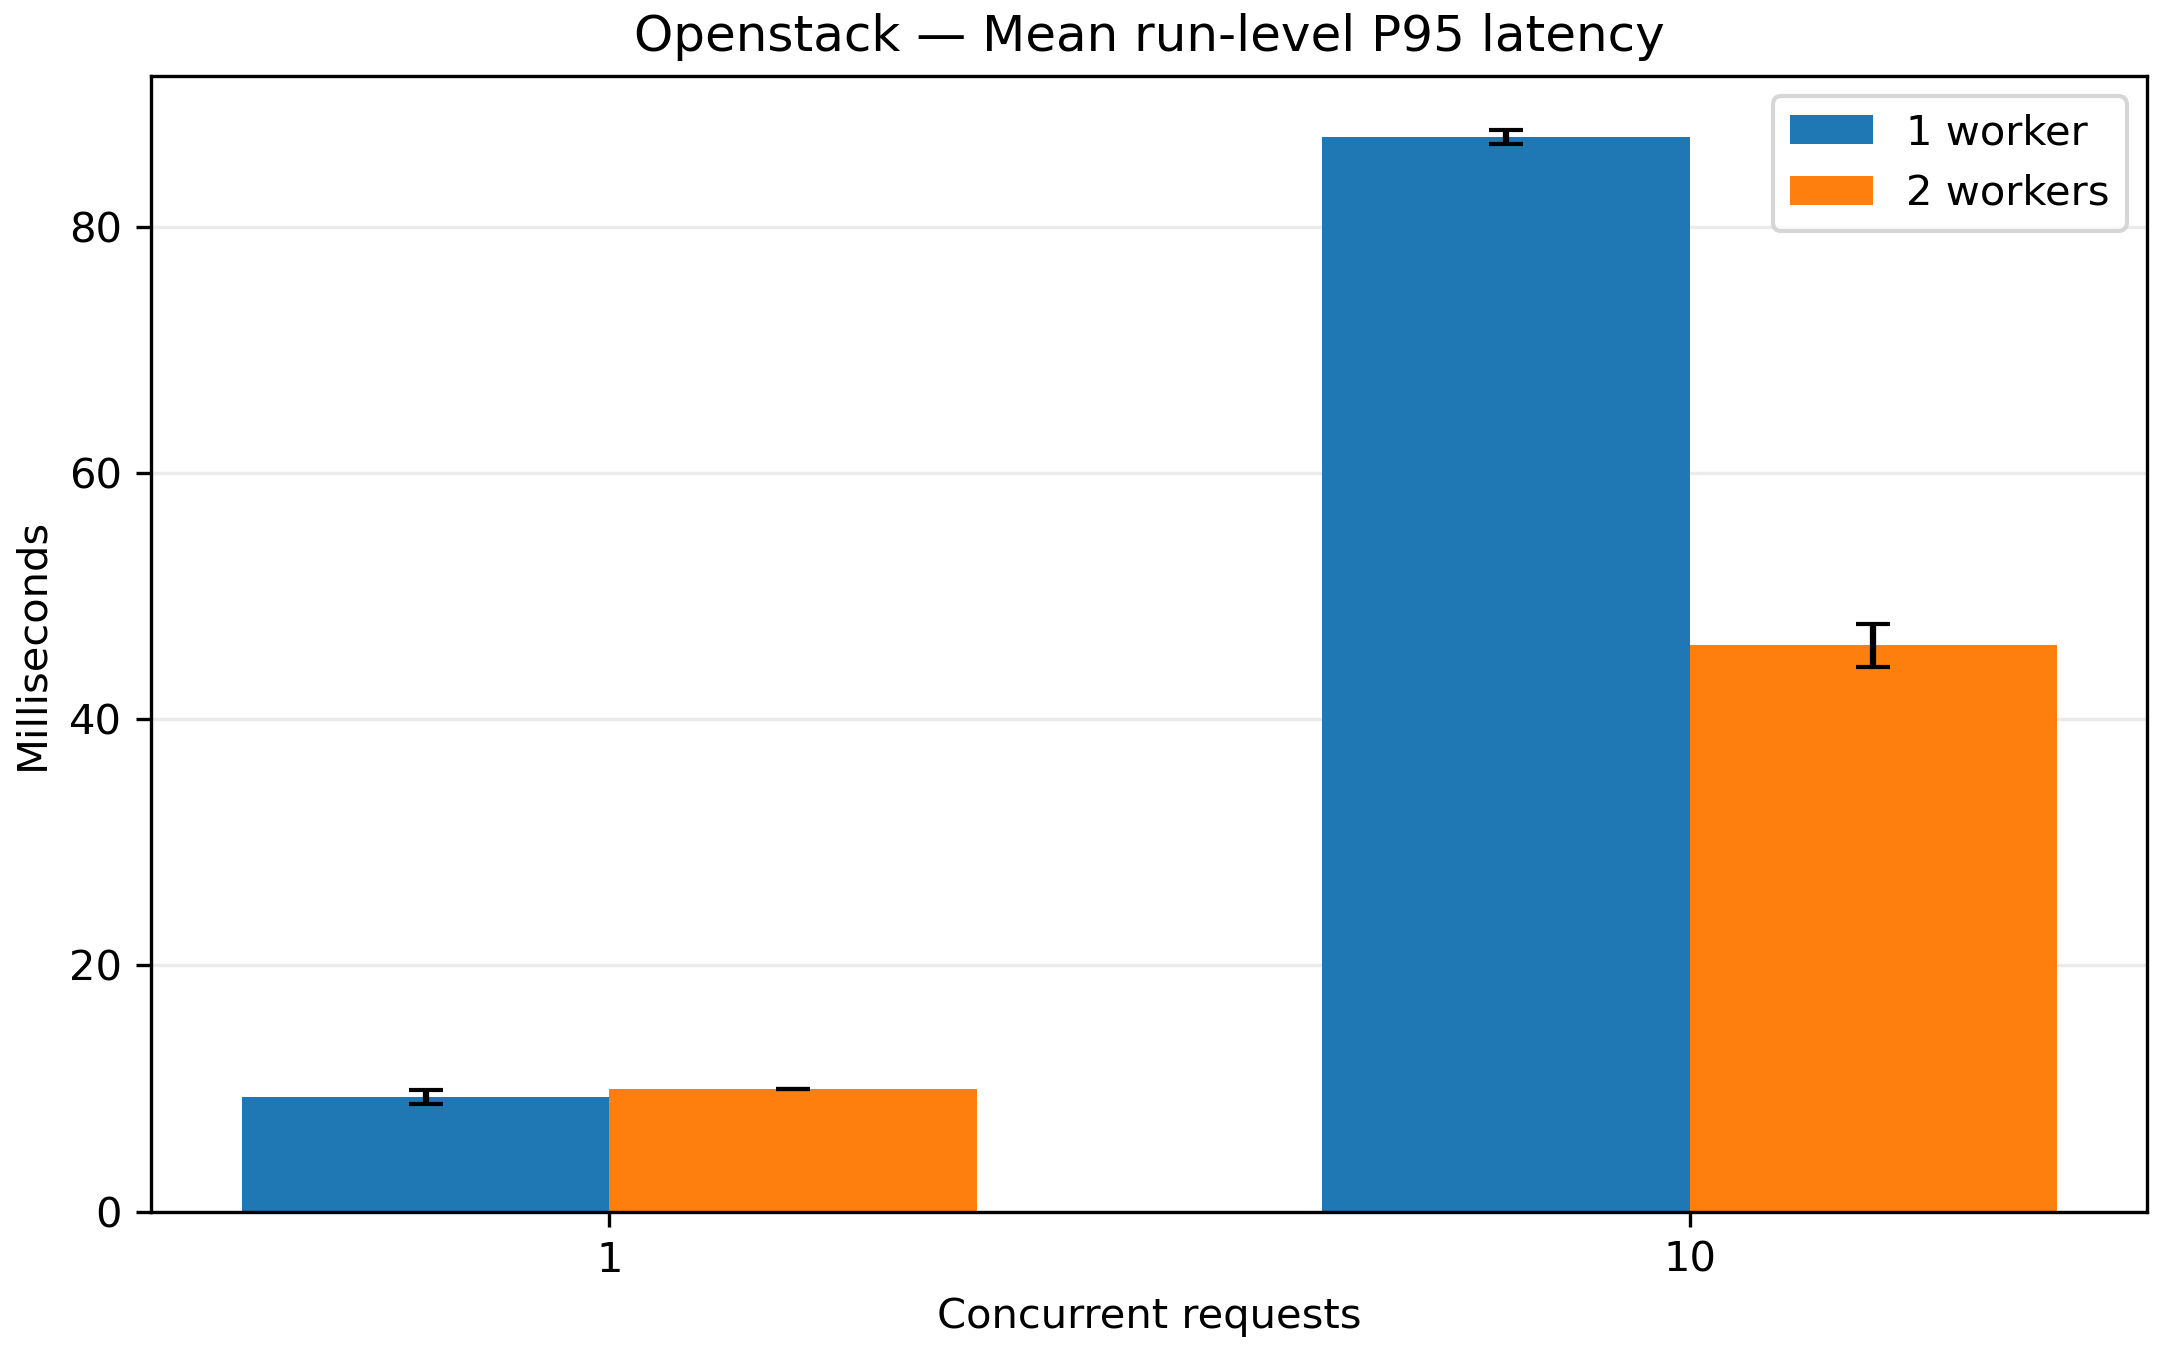 Openstack — Mean run-level P95 latency
1 worker
2 workers
80
60
40
20
0
Milliseconds
1
10
Concurrent requests